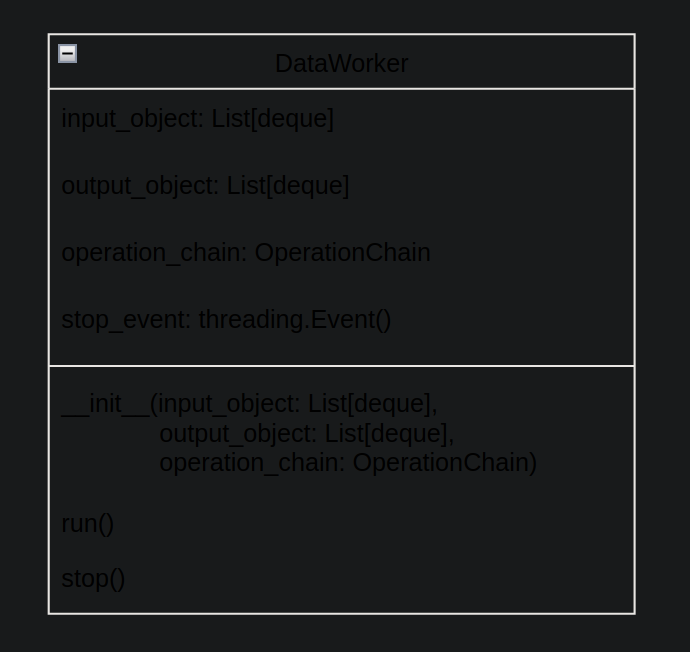 DataWorker
input_object: List[deque]
output_object: List[deque]
operation_chain: OperationChain
stop_event: threading.Event()
__init__(input_object: List[deque],
output_object: List[deque],
operation_chain: OperationChain)
run()
stop()